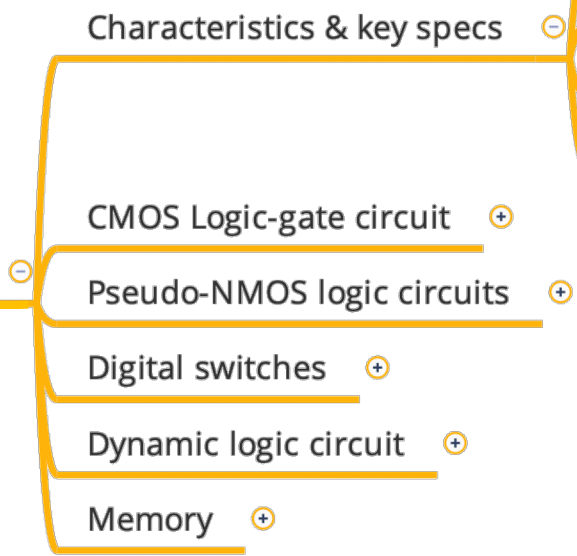 Characteristics & key specs
CMOS Logic-gate circuit
Pseudo-NMOS logic circuits
Digital switches
Dynamic logic circuit
Memory